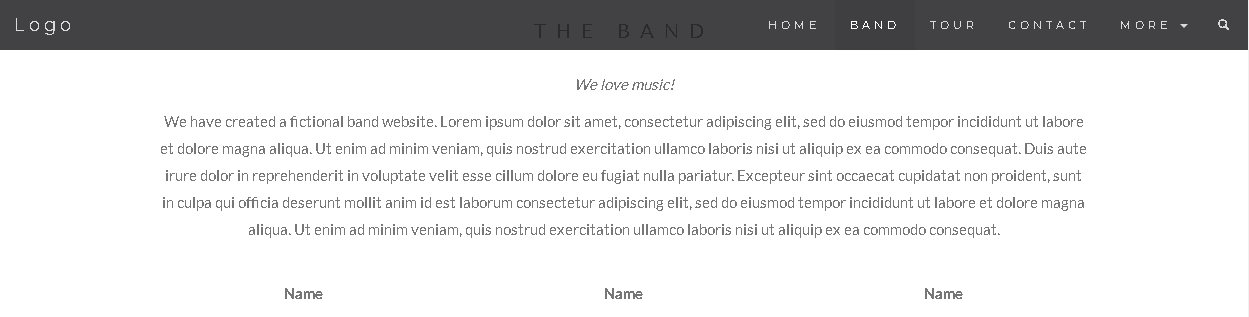 Logo
THE BAND
HOME BAND TOUR CONTACT MORE
We love music!
We have created a fictional band website. Lorem ipsum dolor sit amet, consectetur adipiscing elit, sed do eiusmod tempor incididunt ut labore
et dolore magna aliqua. Ut enim ad minim veniam, quis nostrud exercitation ullamco laboris nisi ut aliquip ex ea commodo consequat. Duis aute
irure dolor in reprehenderit in voluptate velit esse cillum dolore eu fugiat nulla pariatur. Excepteur sint occaecat cupidatat non proident, sunt
in culpa qui officia deserunt mollit anim id est laborum consectetur adipiscing elit, sed do eiusmod tempor incididunt ut labore et dolore magna
aliqua. Ut enim ad minim veniam, quis nostrud exercitation ullamco laboris nisi ut aliquip ex ea commodo consequat.
Name Name Name